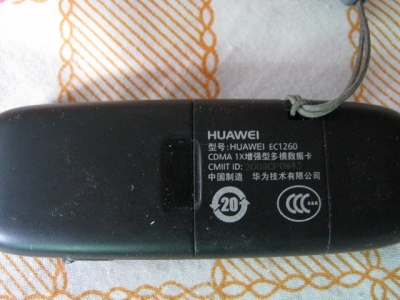 HUAWEI
型号:HUAWEI EC1260
CDMA 1X增强型多模数据卡
CMIIT ID:
中国制造 华为技术有限公司
20
CCC